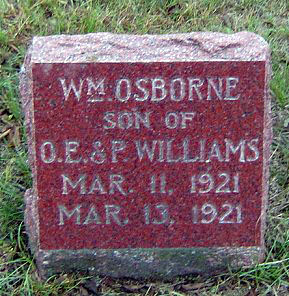 WM OSBORNE
SON OF
O.E. & P. WILLIAMS
MAR. 11. 1921
MAR. 13. 1921